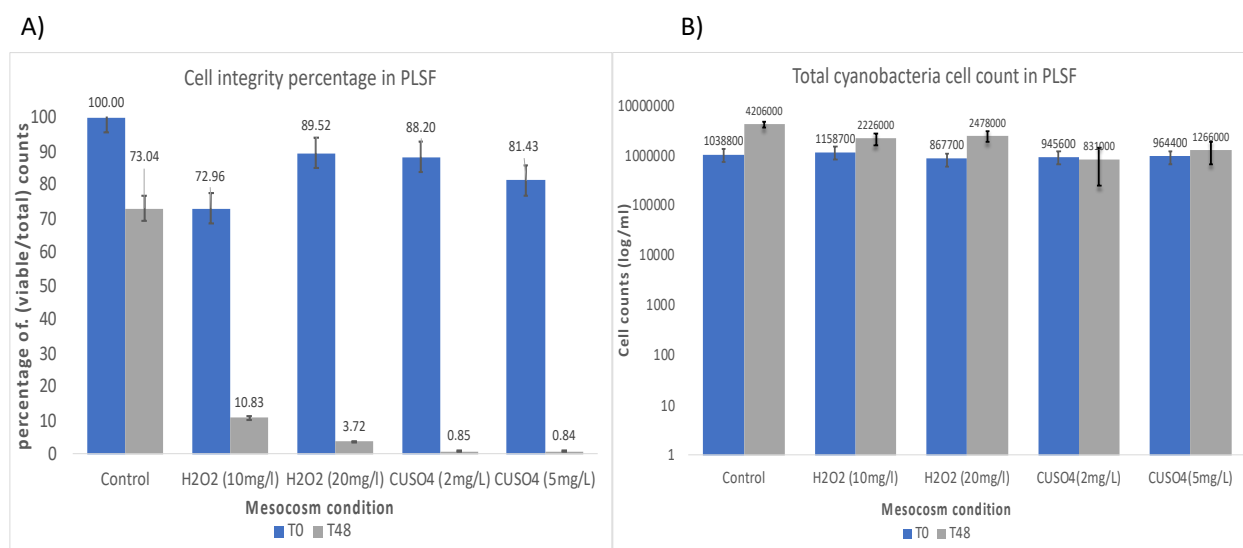 A)
Cell integrity percentage in PLSF
percentage of. (viable/total) counts
100
90
80
70
60
50
40
30
20
10
0
100.00
73.04
72.96
10.83
89.52
3.72
88.20
0.85
81.43
0.84
Control
H2O2 (10mg/l)
H2O2 (20mg/l)
CUSO4 (2mg/L)
CUSO4 (5mg/L)
Mesocosm condition
T0 T48
B)
Total cyanobacteria cell count in PLSF
Cell counts (log/ml)
10000000
1000000
100000
10000
1000
100
10
1
1038800
4206000
1158700
2226000
867700
2478000
945600
831000
964400
1266000
Control
H2O2 (10mg/l)
H2O2 (20mg/l)
CUSO4(2mg/L)
CUSO4(5mg/L)
Mesocosm condition
T0 T48